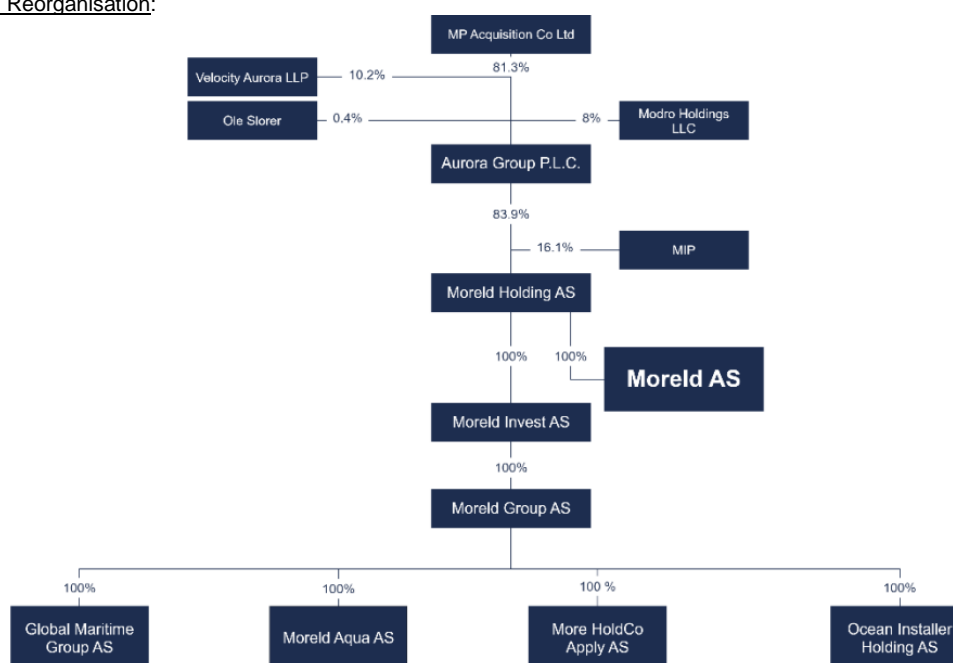 Reorganisation:
MP Acquisition Co Ltd
81.3%
Velocity Aurora LLP
10.2%
Ole Slorer
0.4%
8%
Modro Holdings
LLC
Aurora Group P.L.C.
83.9%
16.1%
MIP
Moreld Holding AS
100%
100%
Moreld AS
Moreld Invest AS
100%
Moreld Group AS
100%
100%
100 %
100%
Global Maritime
Group AS
Moreld Aqua AS
More HoldCo
Apply AS
Ocean Installer
Holding AS